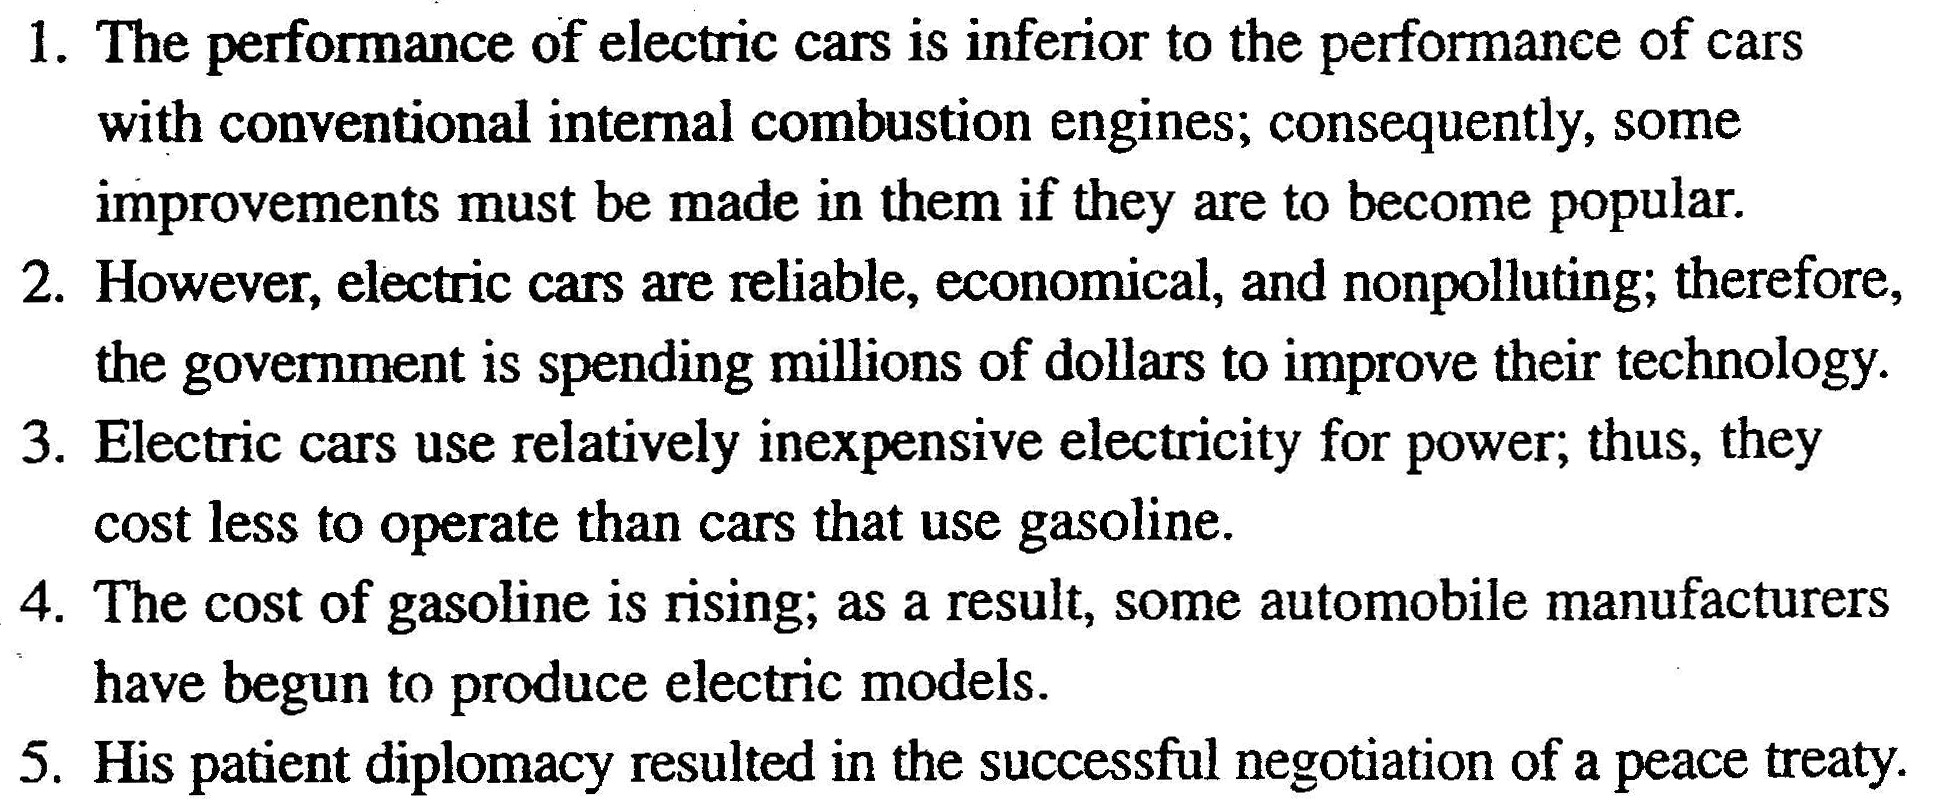 1. The performance of electric cars is inferior to the performance of cars
with conventional internal combustion engines; consequently, some
improvements must be made in them if they are to become popular.
2. However, electric cars are reliable, economical, and nonpolluting; therefore,
the government is spending millions of dollars to improve their technology.
3. Electric cars use relatively inexpensive electricity for power; thus, they
cost less to operate than cars that use gasoline.
4. The cost of gasoline is rising; as a result, some automobile manufacturers
have begun to produce electric models.
5. His patient diplomacy resulted in the successful negotiation of a peace treaty.